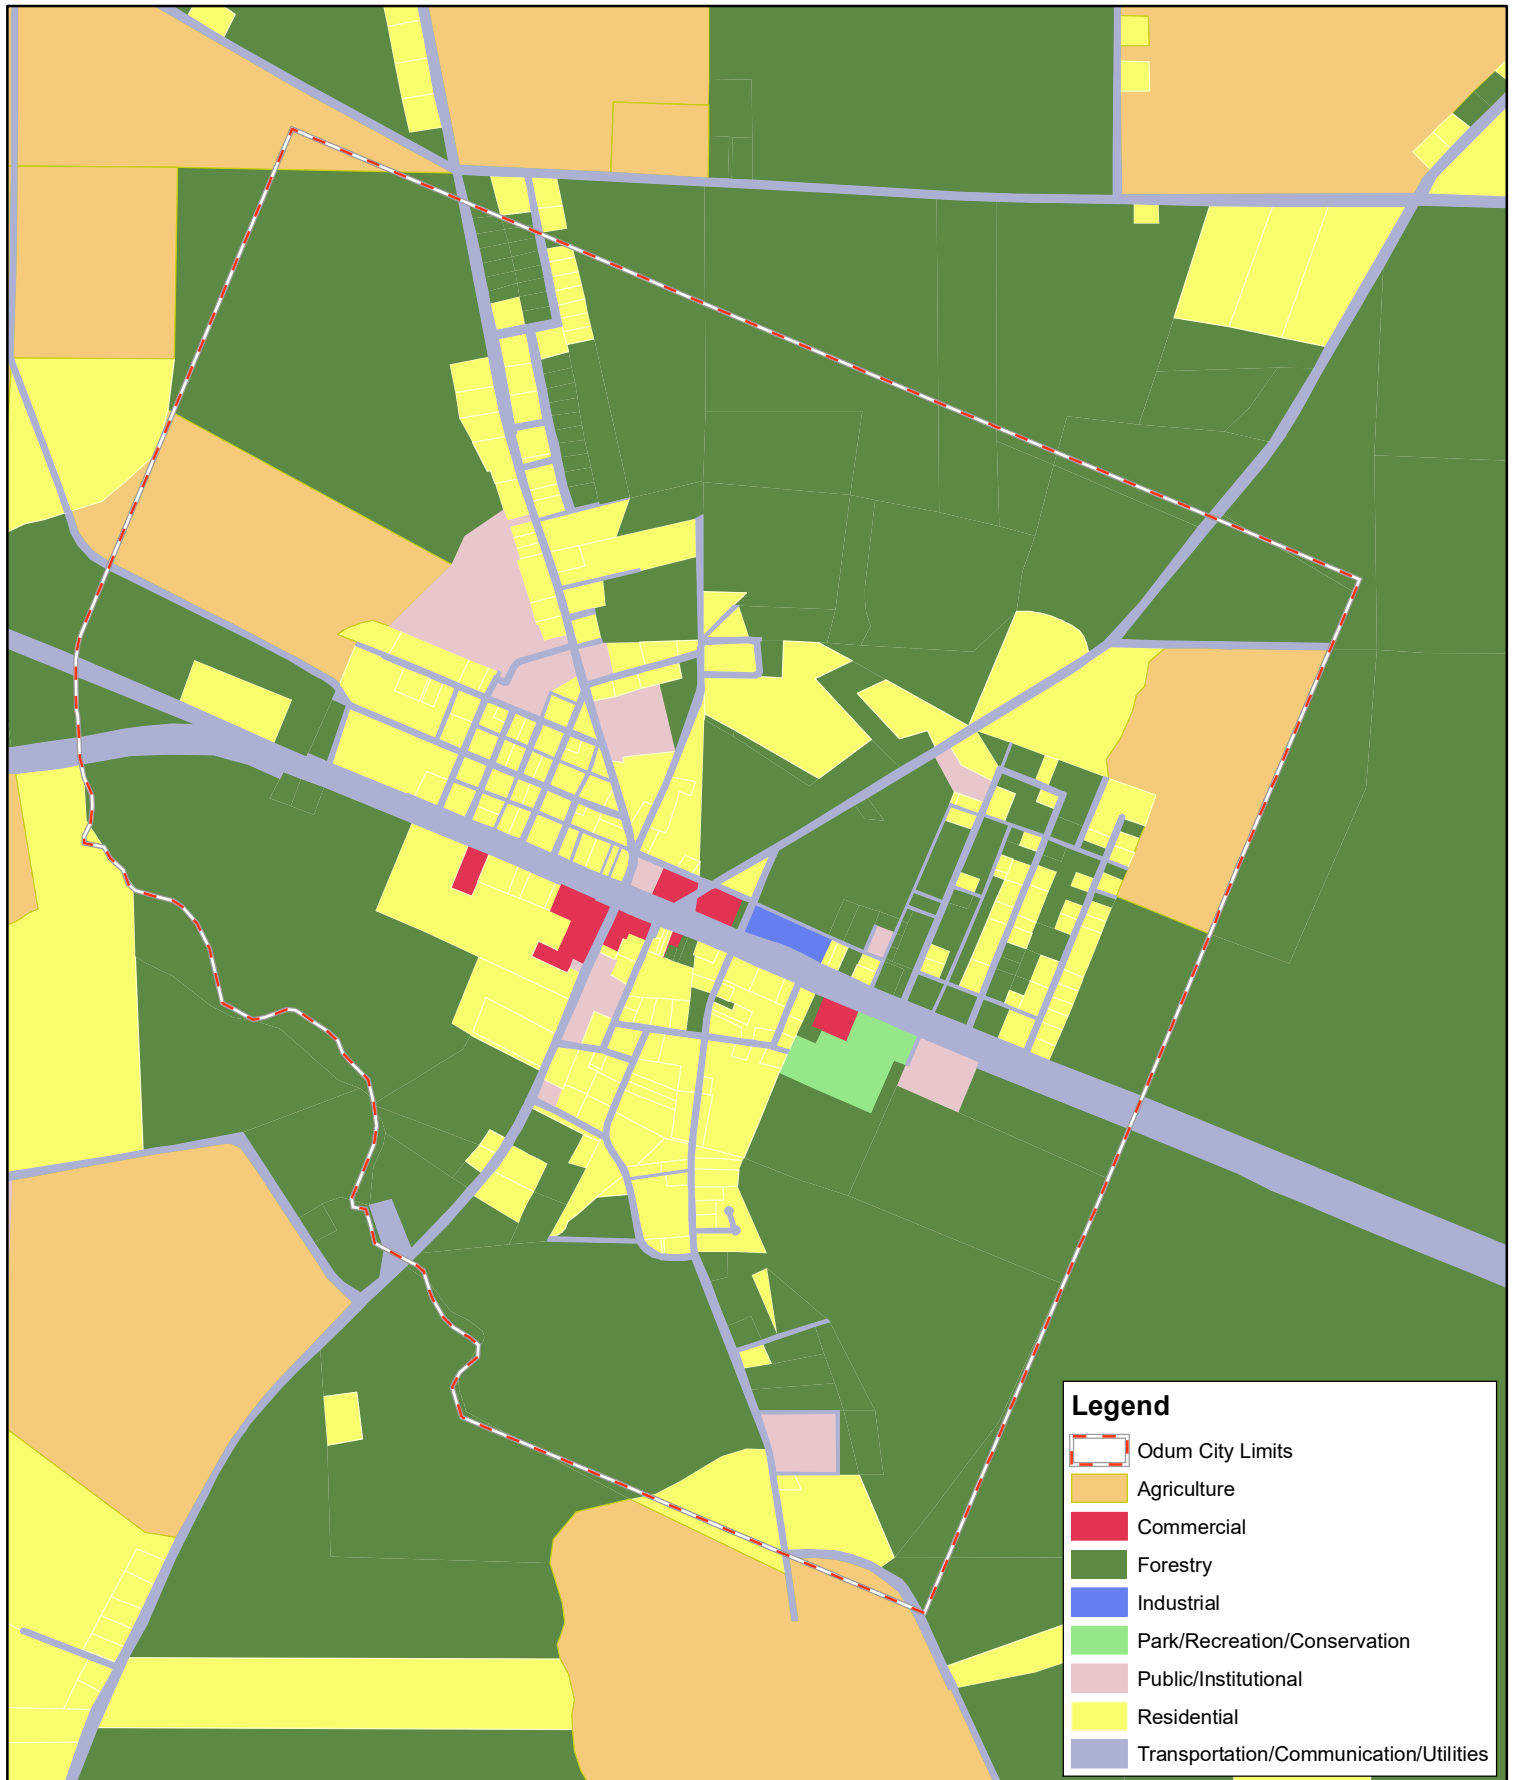 Legend
Odum City Limits
Agriculture
Commercial
Forestry
Industrial
Park/Recreation/Conservation
Public/Institutional
Residential
Transportation/Communication/Utilities